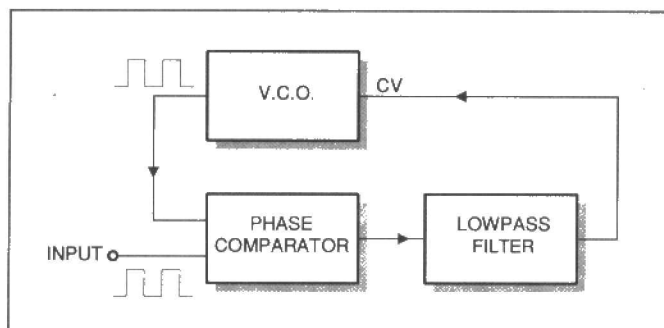 V.C.O.
CV
PHASE
COMPARATOR
LOWPASS
FILTER
INPUT